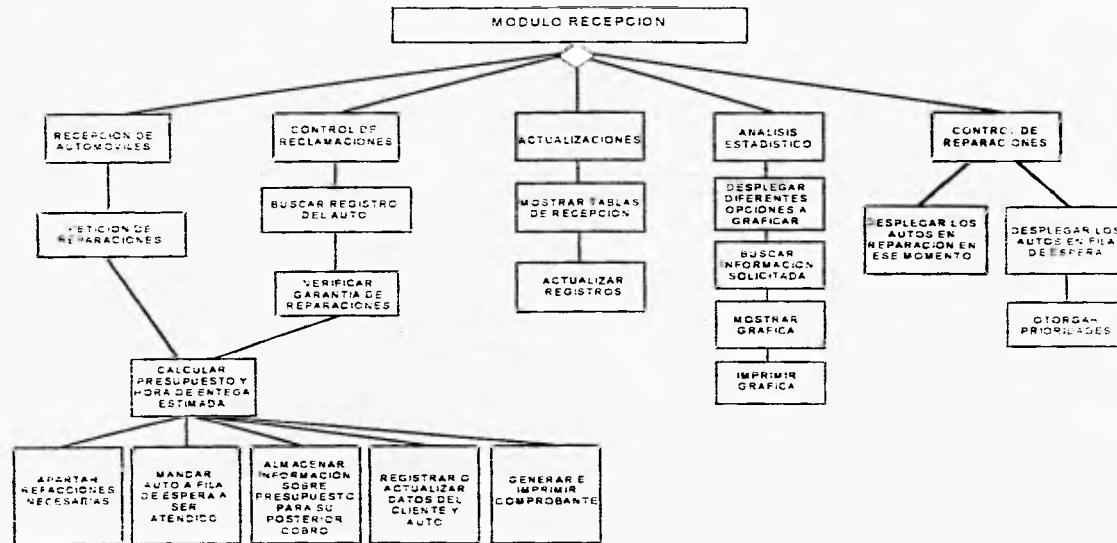 MODULO RECEPCION
RECEPCION DE
AUTOMOVILES
CONTROL DE
RECLAMACIONES
ACTUALIZACIONES
ANALISIS
ESTADISTICO
CONTROL DE
REPARACIONES
PETICION DE
REPARACIONES
BUSCAR REGISTRO
DEL AUTO
MOSTRAR TABLAS
DE RECEPCION
DESPLEGAR
DIFERENTES
OPCIONES A
GRAFICAR
DESPLEGAR LOS
AUTOS EN
REPARACION EN
ESE MOMENTO
DESPLEGAR LOS
AUTOS EN FILA
DE ESPERA
VERIFICAR
GARANTIA DE
REPARACIONES
ACTUALIZAR
REGISTROS
BUSCAR
INFORMACION
SOLICITADA
MOSTRAR
GRAFICA
OTORGAR
PRIORIDADES
IMPRIMIR
GRAFICA
CALCULAR
PRESUPUESTO Y
HORA DE ENTEGA
ESTIMADA
APARTAR
REFACCIONES
NECESARIAS
MANDAR
AUTO A FILA
DE ESPERA A
SER
ATENDIDO
ALMACENAR
INFORMACIÓN
SOBRE
PRESUPUESTO
PARA SU
POSTERIOR
COBRO
REGISTRAR O
ACTUALIZAR
DATOS DEL
CLIENTE Y
AUTO
GENERAR E
IMPRIMIR
COMPROBANTE